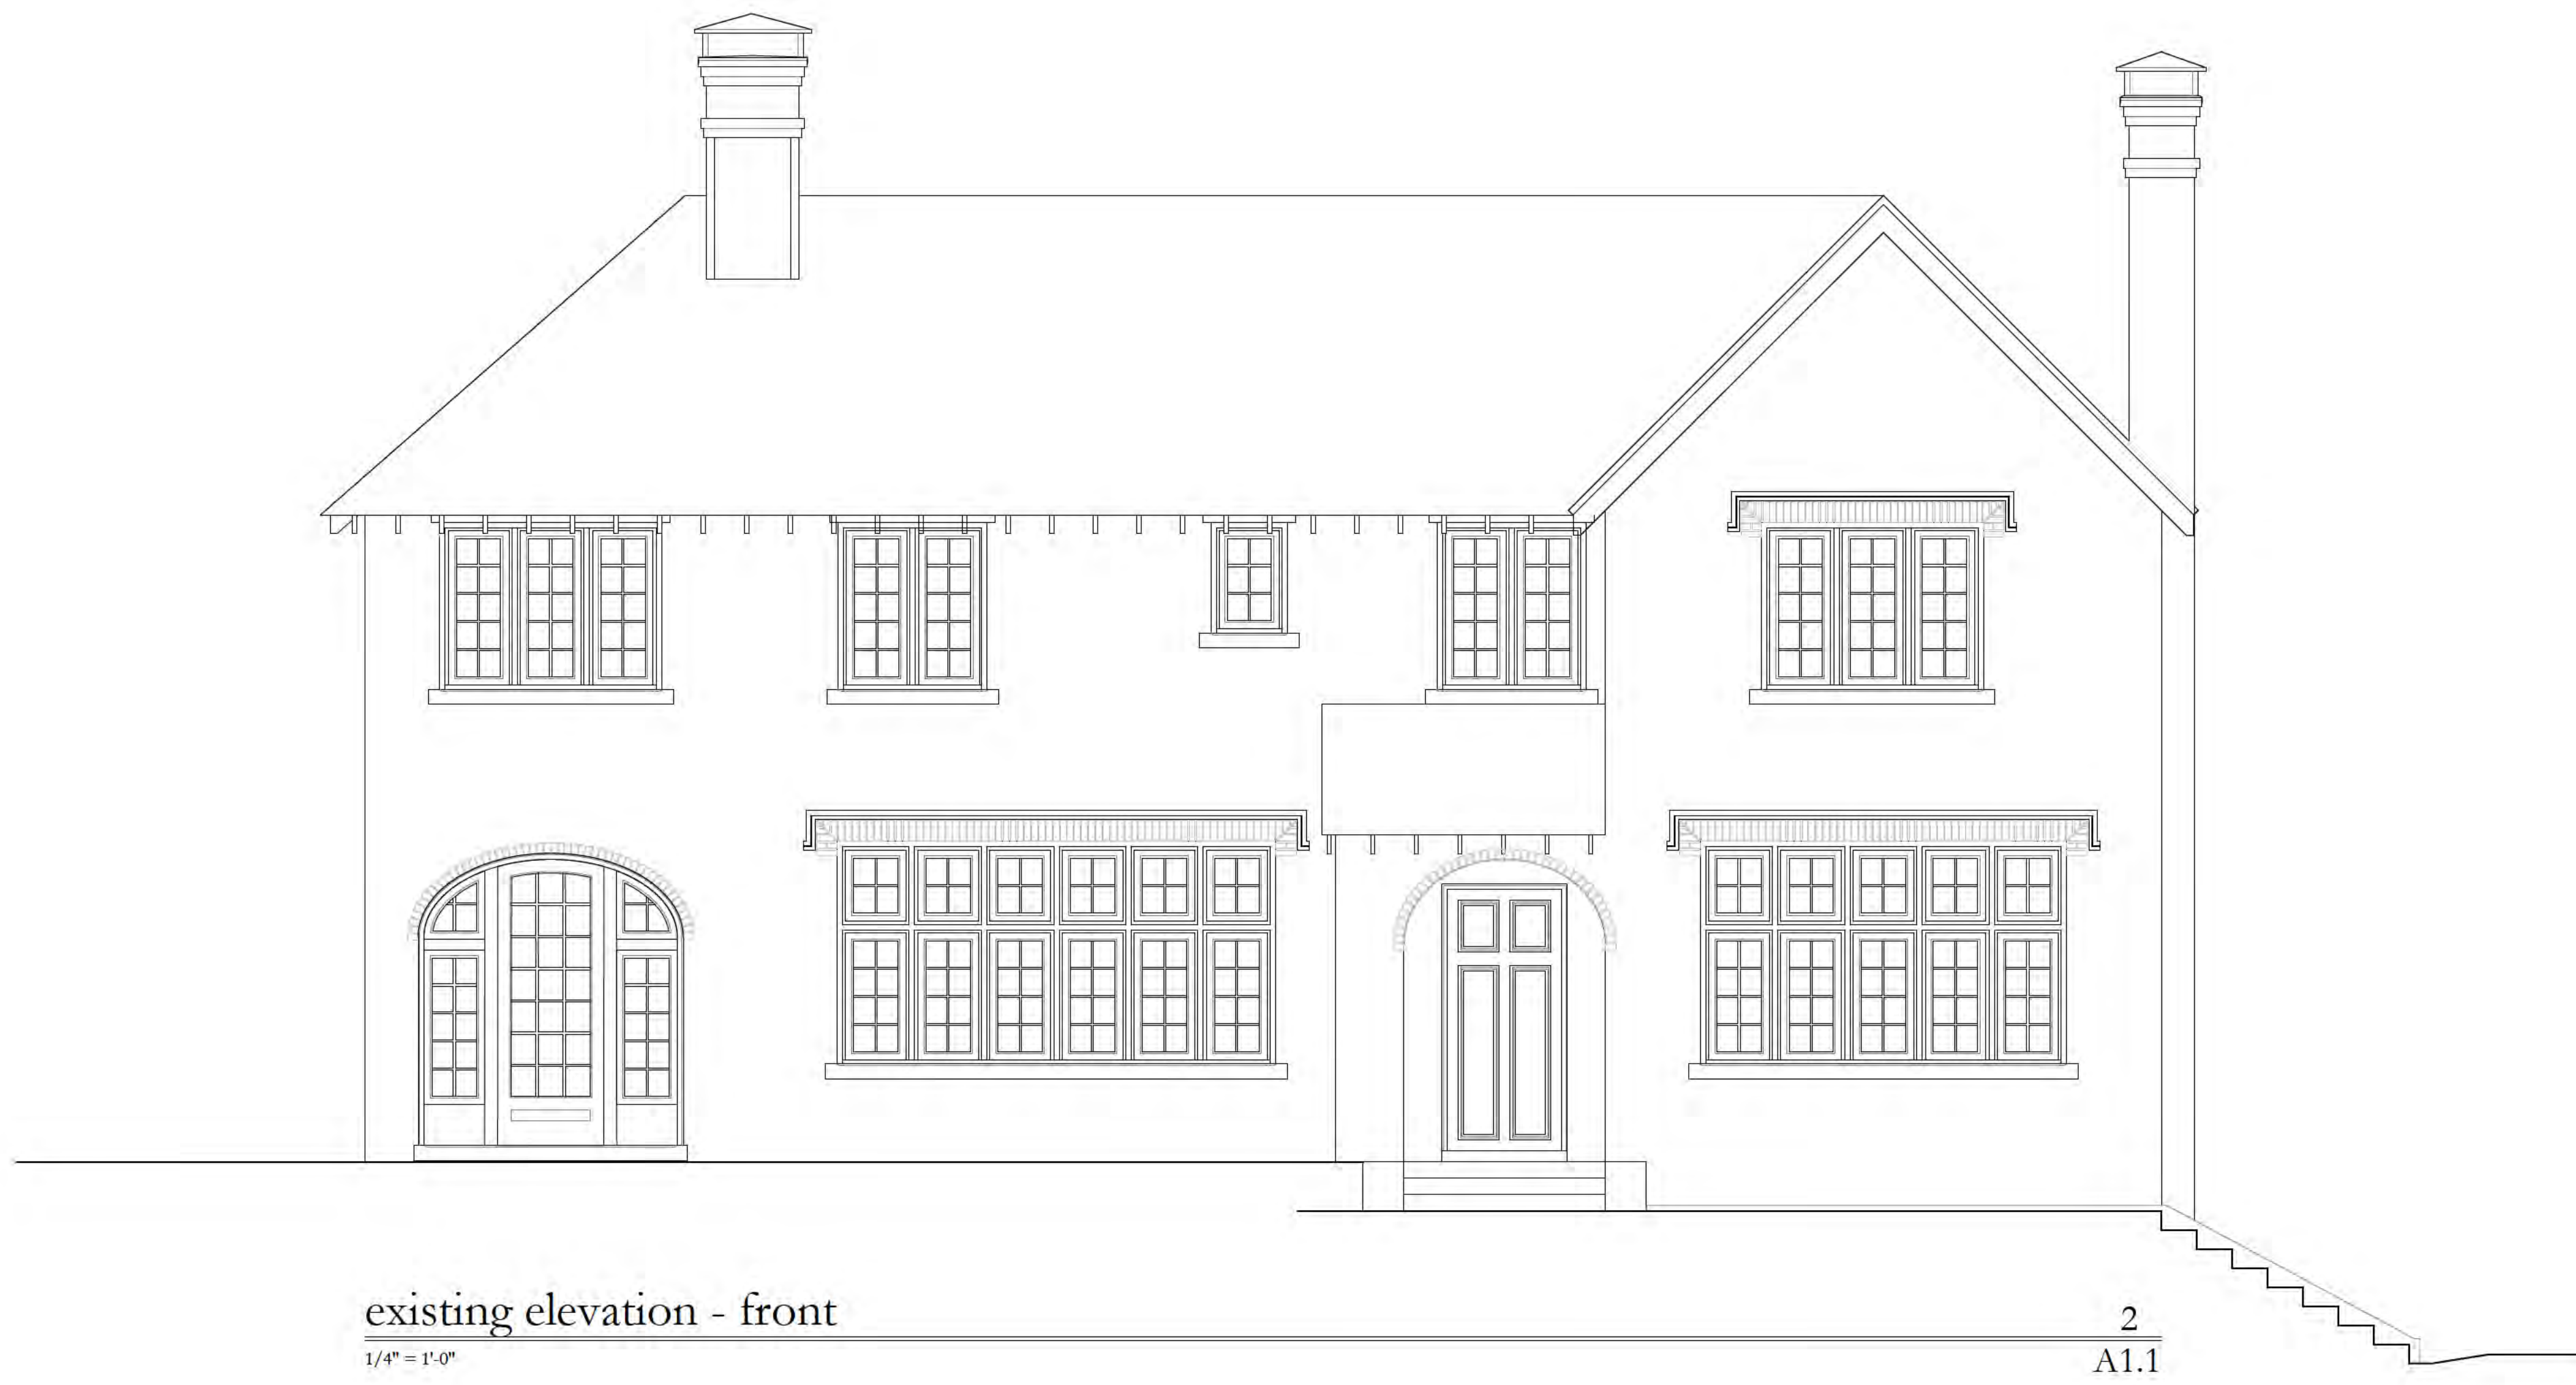 existing elevation - front
1/4" = 1'-0"
2
A1.1